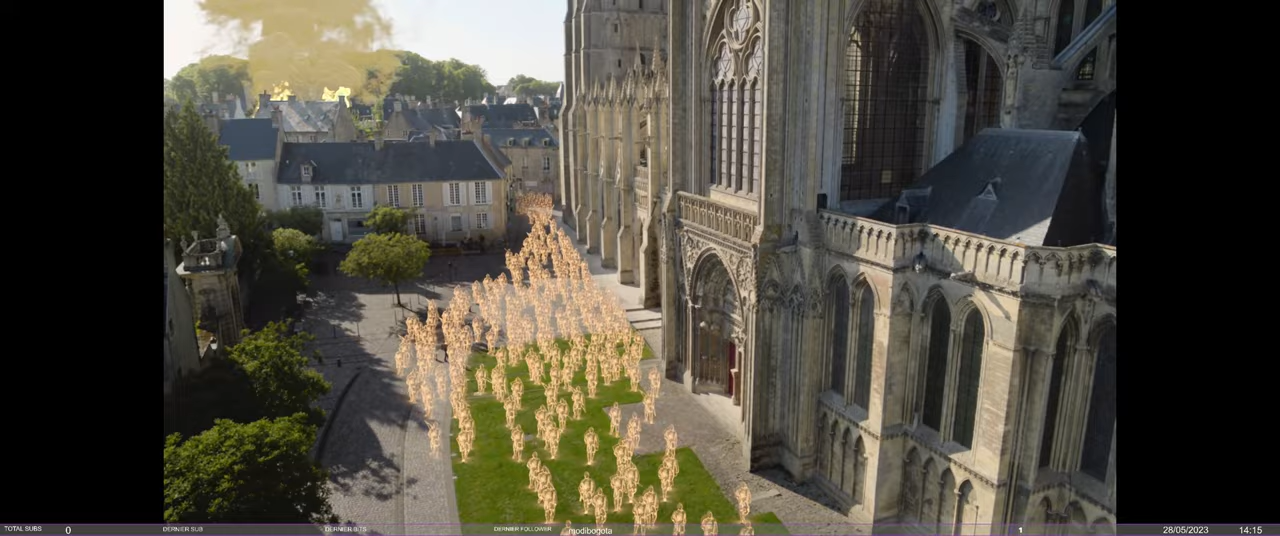 TOTAL SUBS 0 DERNIER SUB DERNIER BITS DERNIER FOLLOWER modibogota 1 28/05/2023 14:15